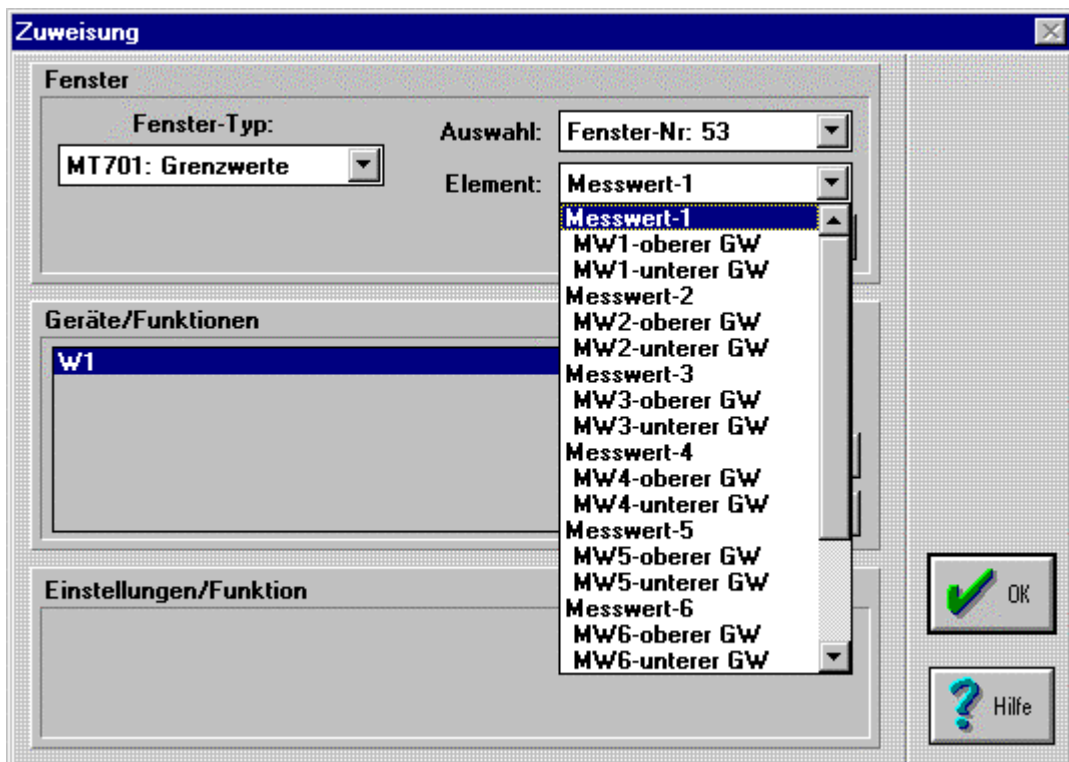 Zuweisung
Fenster
Fenster-Typ:
MT701: Grenzwerte
Auswahl:
Fenster-Nr: 53
Element:
Messwert-1
Messwert-1
MW1-oberer GW
MW1-unterer GW
Messwert-2
MW2-oberer GW
MW2-unterer GW
Messwert-3
MW3-oberer GW
MW3-unterer GW
Messwert-4
MW4-oberer GW
MW4-unterer GW
Messwert-5
MW5-oberer GW
MW5-unterer GW
Messwert-6
MW6-oberer GW
MW6-unterer GW
Geräte/Funktionen
W1
Einstellungen/Funktion
OK
Hilfe